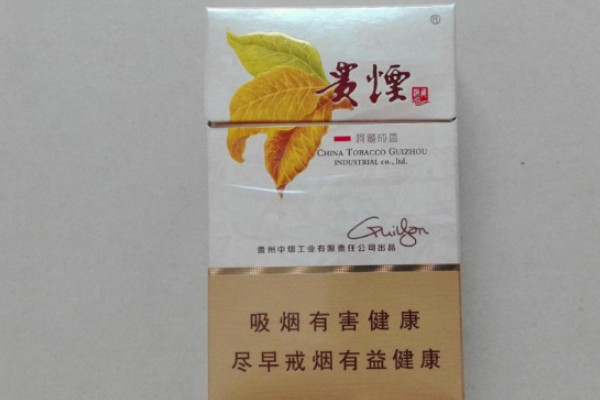 ®
贵煙
CHINA TOBACCO GUIZHOU
INDUSTRIAL co., ltd.
GuiYan
贵州中烟工业有限责任公司出品
吸烟有害健康
尽早戒烟有益健康